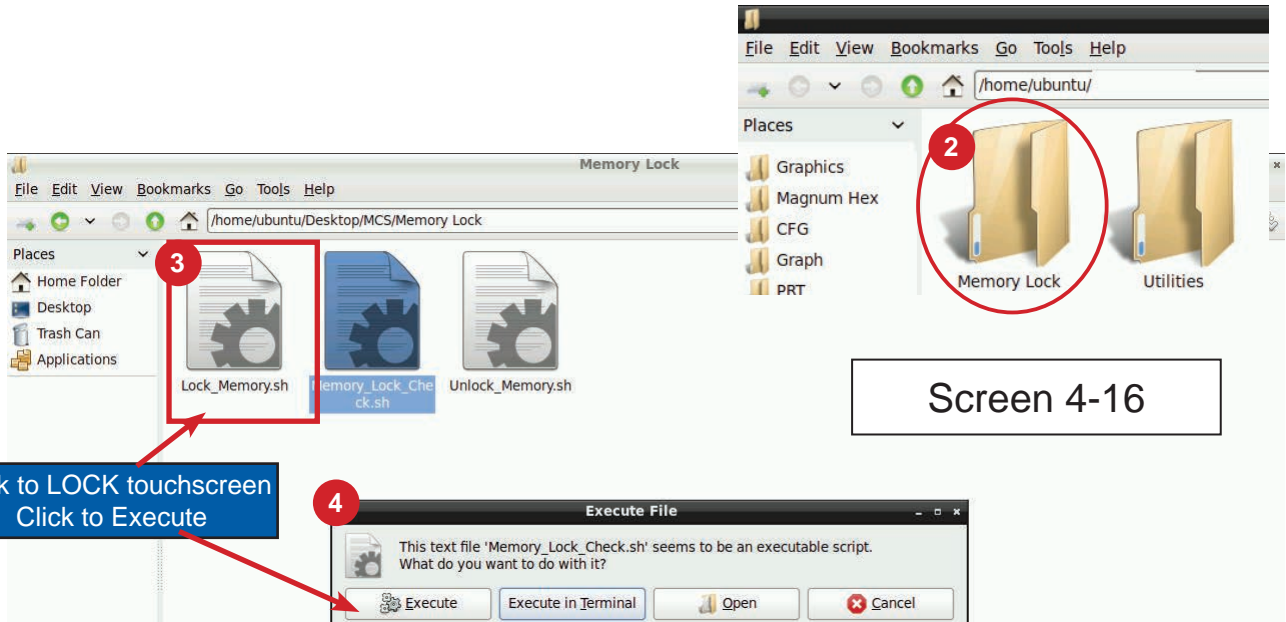 File Edit View Bookmarks Go Tools Help
/home/ubuntu/
Places
Graphics
Magnum Hex
CFG
Graph
PRT
2
Memory Lock
Utilities
Memory Lock
File Edit View Bookmarks Go Tools Help
/home/ubuntu/Desktop/MCS/Memory Lock
Places
Home Folder
Desktop
Trash Can
Applications
3
Lock_Memory.sh
Memory_Lock_Che
ck.sh
Unlock_Memory.sh
Screen 4-16
to LOCK touchscreen
Click to Execute
4
Execute File
This text file 'Memory_Lock_Check.sh' seems to be an executable script.
What do you want to do with it?
Execute
Execute in Terminal
Open
Cancel